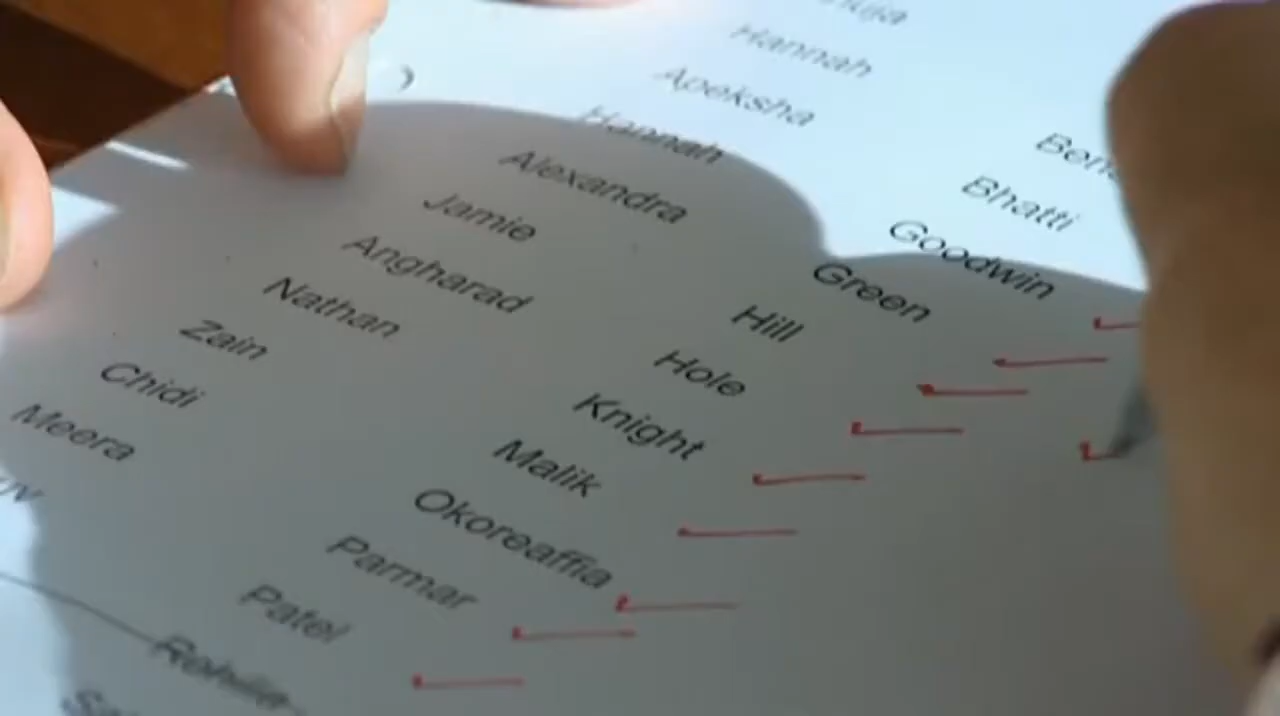 Hannah
Apeksha Bhatti
Hannah Goodwin
Alexandra Green
Jamie Hill
Angharad Hole
Nathan Knight
Zain Malik
Chidi Okoreaffia
Meera Parmar
Patel